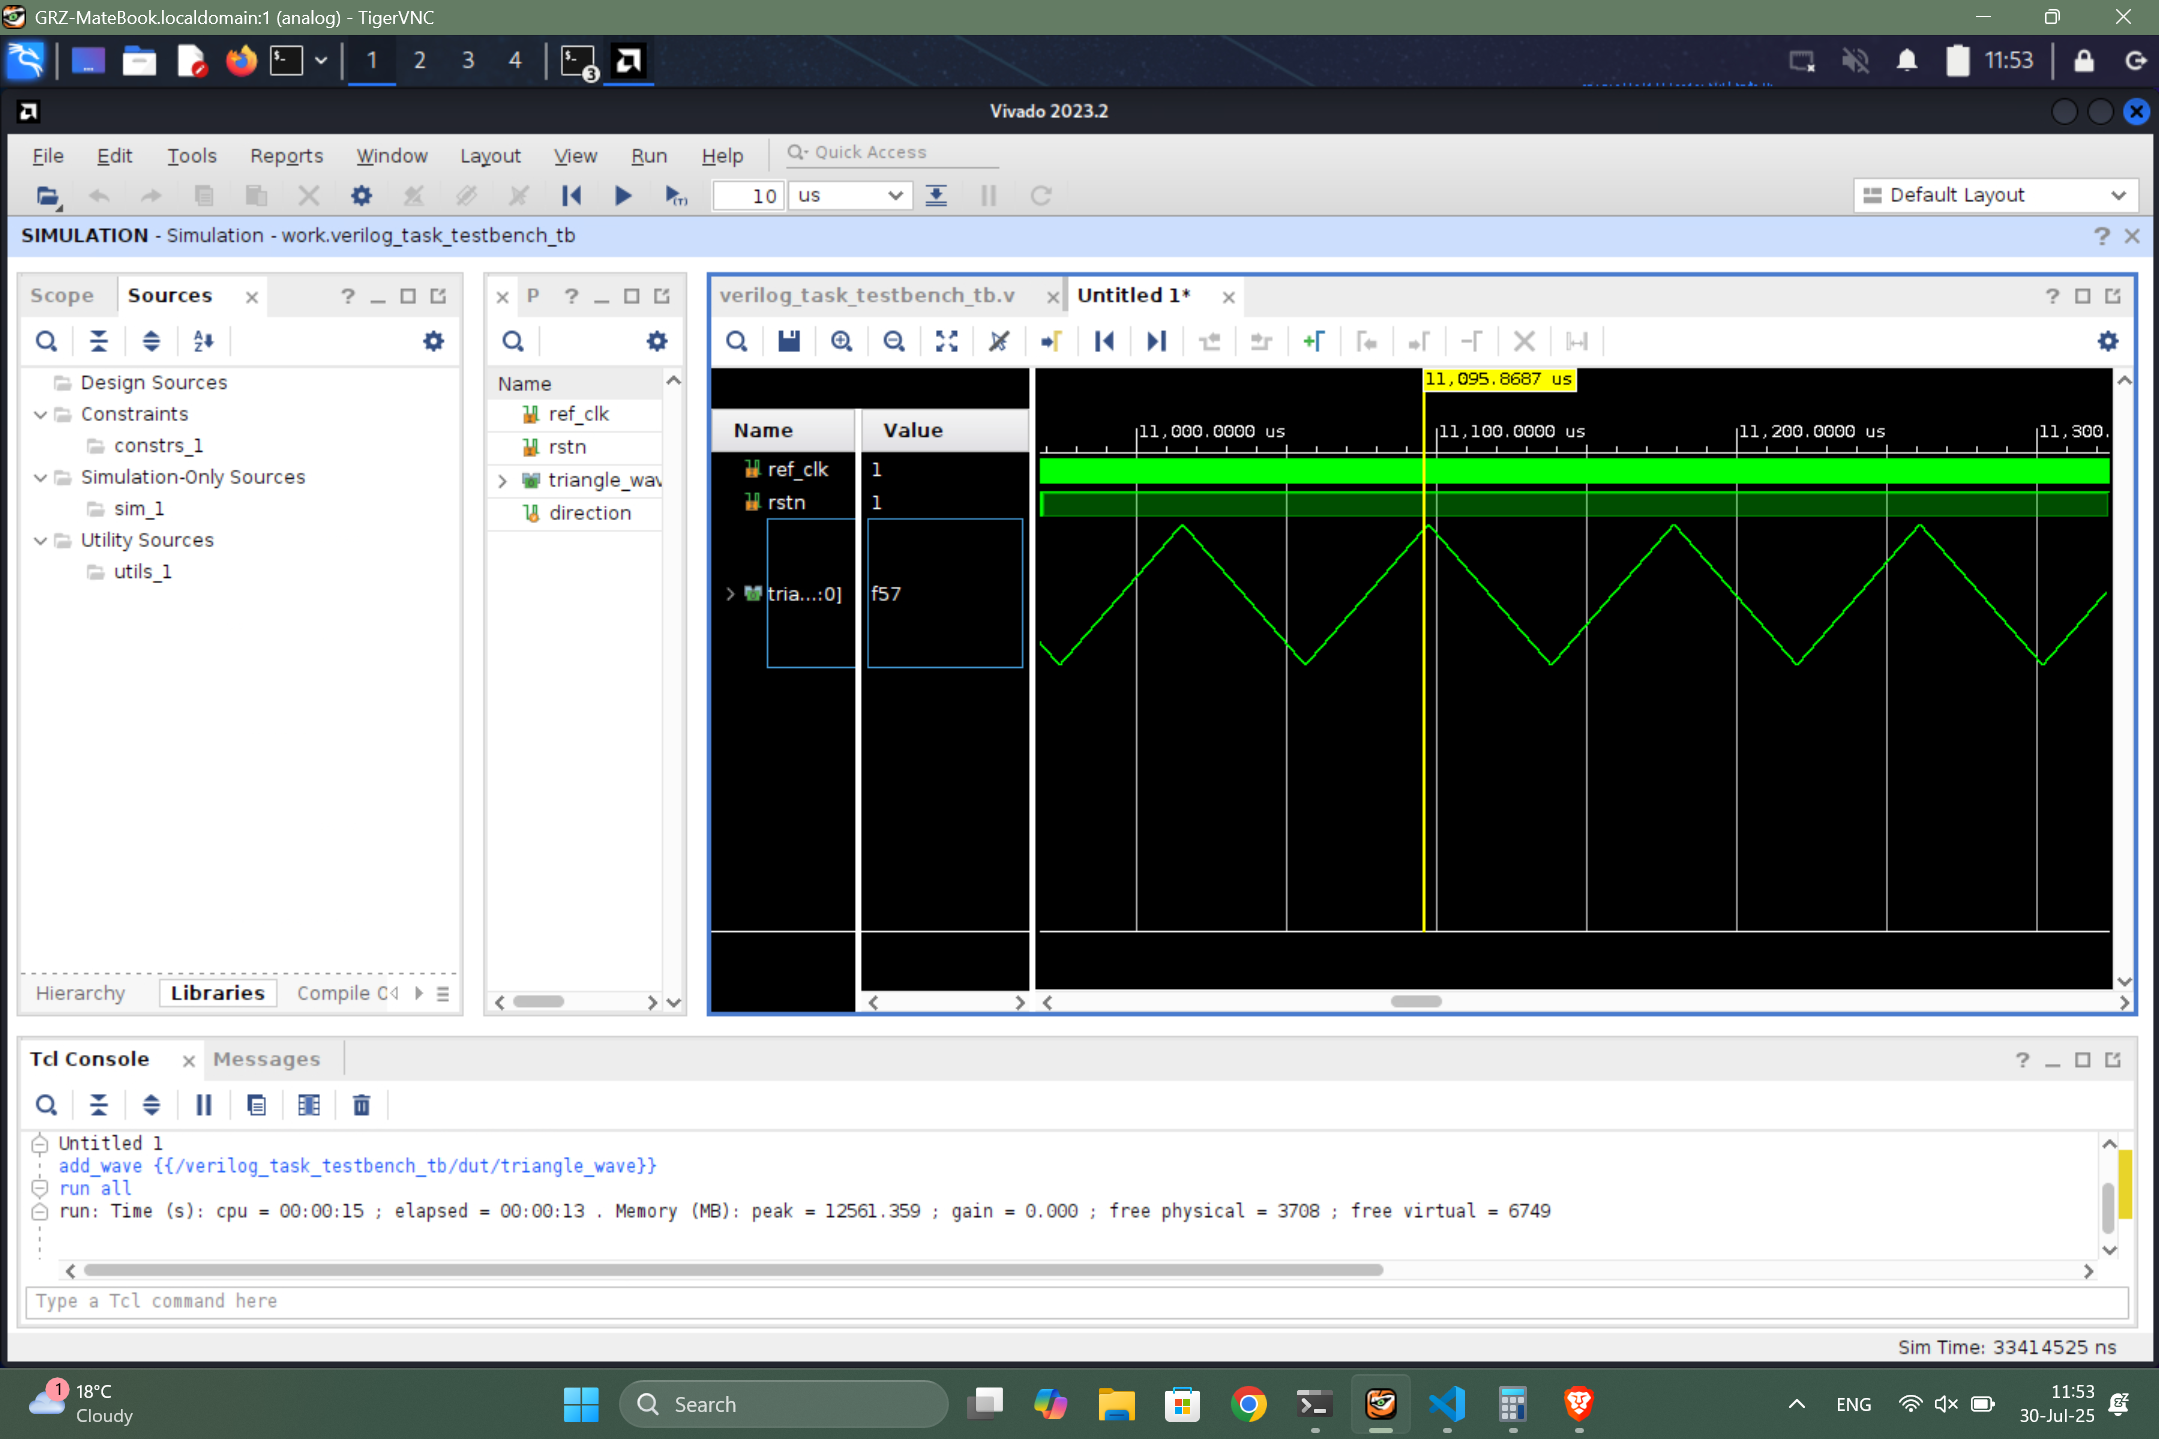 GRZ-MateBook.localdomain:1 (analog) - TigerVNC
1 2 3 4 3 11:53
Vivado 2023.2
File Edit Tools Reports Window Layout View Run Help Quick Access
10 us Default Layout
SIMULATION - Simulation - work.verilog_task_testbench_tb
Scope Sources
Design Sources
Constraints
constrs_1
Simulation-Only Sources
sim_1
Utility Sources
utils_1
Hierarchy Libraries Compile O
P
Name
ref_clk
rstn
triangle_wav
direction
verilog_task_testbench_tb.v Untitled 1*
11,095.8687 us
Name Value
11,000.0000 us 11,100.0000 us 11,200.0000 us 11,300.
ref_clk 1
rstn 1
tria...:0] f57
Tcl Console Messages
Untitled 1
add_wave {{/verilog_task_testbench_tb/dut/triangle_wave}}
run all
run: Time (s): cpu = 00:00:15 ; elapsed = 00:00:13 . Memory (MB): peak = 12561.359 ; gain = 0.000 ; free physical = 3708 ; free virtual = 6749
Type a Tcl command here
Sim Time: 33414525 ns
1 18°C
Cloudy
Search
ENG
11:53
30-Jul-25